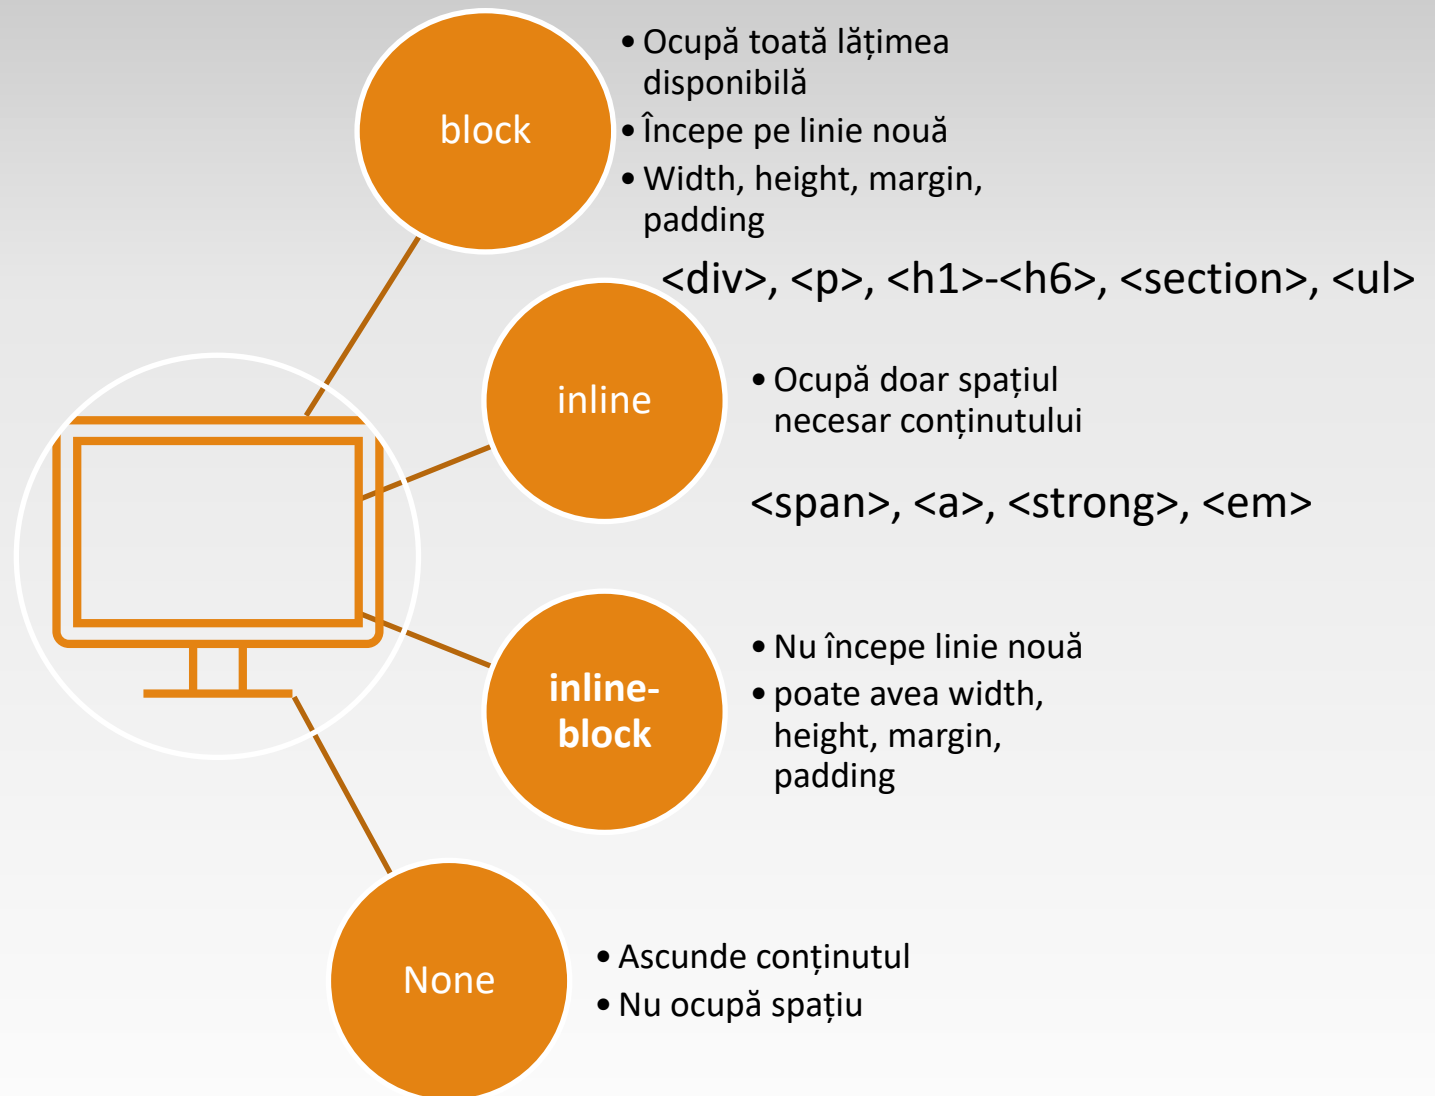 block
• Ocupă toată lățimea
disponibilă
• Începe pe linie nouă
• Width, height, margin,
padding
<div>, <p>, <h1>-<h6>, <section>, <ul>
inline
• Ocupă doar spațiul
necesar conținutului
<span>, <a>, <strong>, <em>
inline-
block
• Nu începe linie nouă
• poate avea width,
height, margin,
padding
None
• Ascunde conținutul
• Nu ocupă spațiu